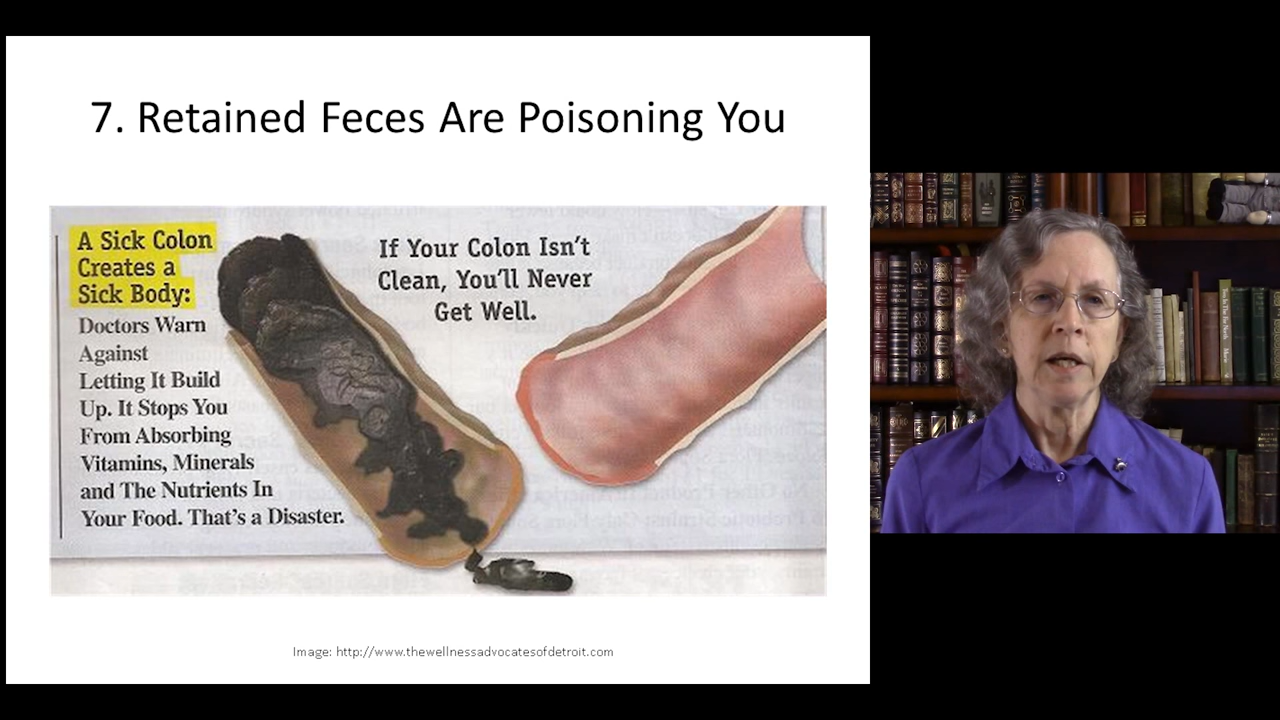 7. Retained Feces Are Poisoning You
A Sick Colon
Creates a
Sick Body:
Doctors Warn
Against
Letting It Build
Up. It Stops You
From Absorbing
Vitamins, Minerals
and The Nutrients In
Your Food. That's a Disaster.
If Your Colon Isn't
Clean, You'll Never
Get Well.
Image: http://www.thewellnessadvocatesofdetroit.com